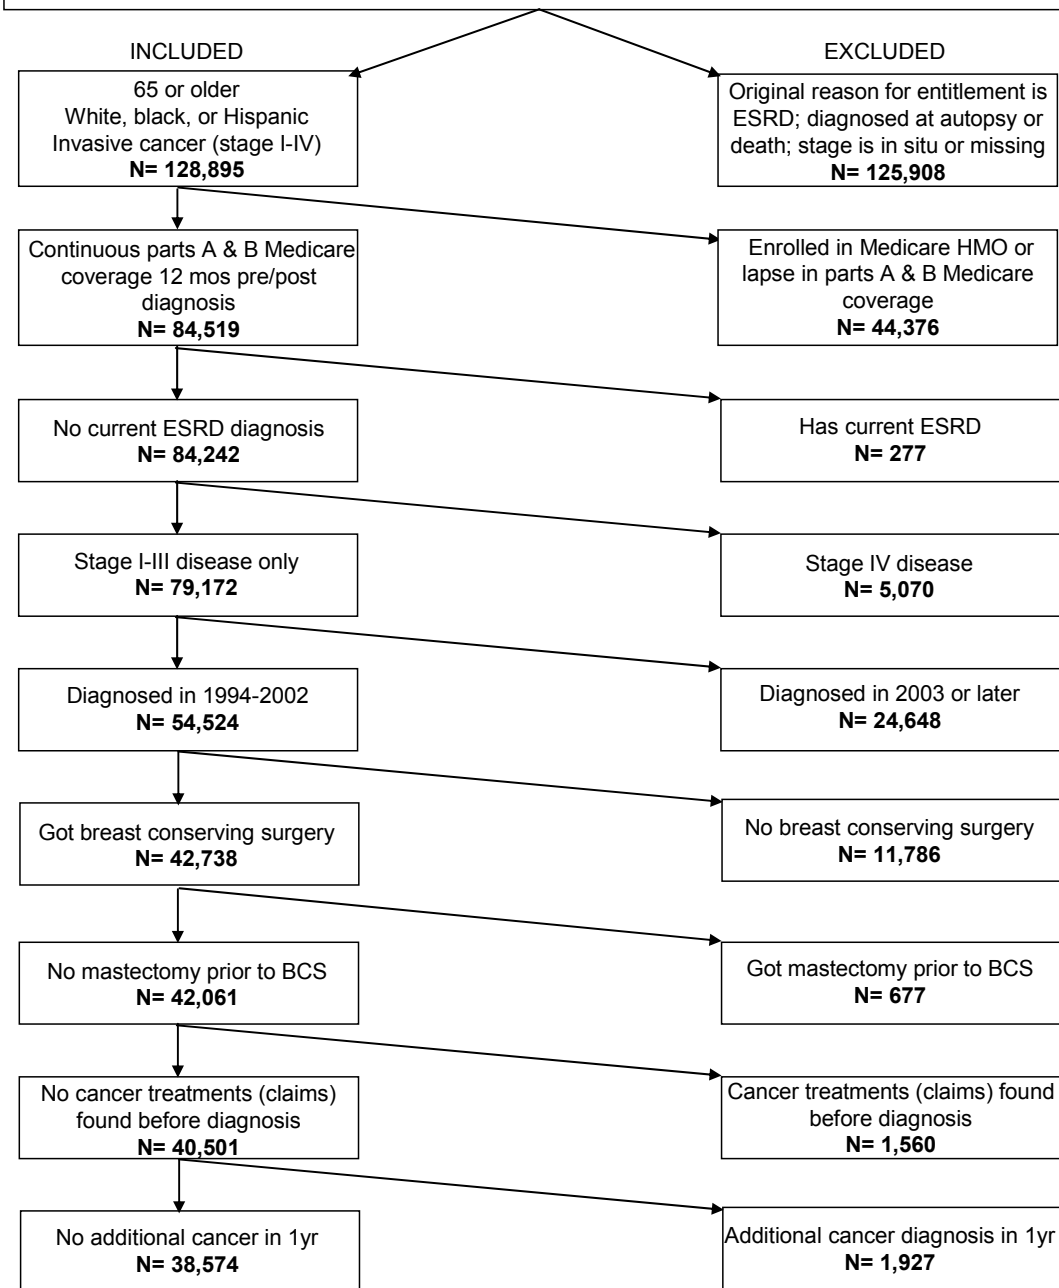 INCLUDED
EXCLUDED
65 or older
White, black, or Hispanic
Invasive cancer (stage I-IV)
N= 128,895
Original reason for entitlement is
ESRD; diagnosed at autopsy or
death; stage is in situ or missing
N= 125,908
Continuous parts A & B Medicare
coverage 12 mos pre/post
diagnosis
N= 84,519
Enrolled in Medicare HMO or
lapse in parts A & B Medicare
coverage
N= 44,376
No current ESRD diagnosis
N= 84,242
Has current ESRD
N= 277
Stage I-III disease only
N= 79,172
Stage IV disease
N= 5,070
Diagnosed in 1994-2002
N= 54,524
Diagnosed in 2003 or later
N= 24,648
Got breast conserving surgery
N= 42,738
No breast conserving surgery
N= 11,786
No mastectomy prior to BCS
N= 42,061
Got mastectomy prior to BCS
N= 677
No cancer treatments (claims)
found before diagnosis
N= 40,501
Cancer treatments (claims) found
before diagnosis
N= 1,560
No additional cancer in 1yr
N= 38,574
Additional cancer diagnosis in 1yr
N= 1,927